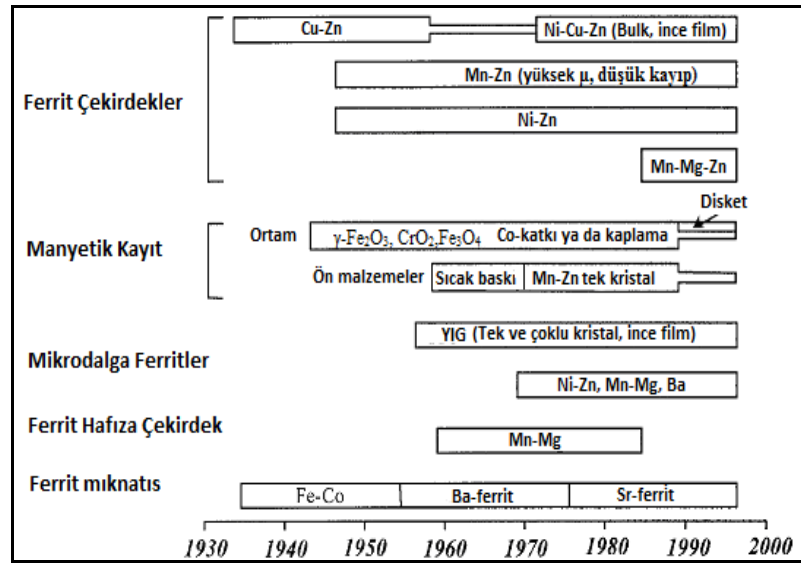 Cu-Zn
Ni-Cu-Zn (Bulk, ince film)
Ferrit Çekirdekler
Mn-Zn (yüksek μ, düşük kayıp)
Ni-Zn
Mn-Mg-Zn
Disket
Manyetik Kayıt
Ortam
γ-Fe₂O₃, CrO₂,Fe₃O₄ Co-katkı ya da kaplama
Ön malzemeler
Sıcak baskı
Mn-Zn tek kristal
Mikrodalga Ferritler
YIG (Tek ve çoklu kristal, ince film)
Ni-Zn, Mn-Mg, Ba
Ferrit Hafıza Çekirdek
Mn-Mg
Ferrit mıknatıs
Fe-Co
Ba-ferrit
Sr-ferrit
1930 1940 1950 1960 1970 1980 1990 2000